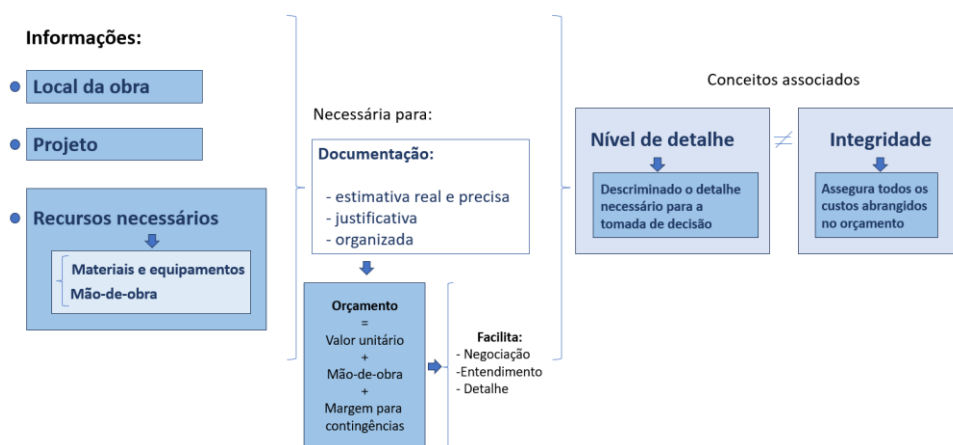 Informações:
Local da obra
Projeto
Recursos necessários
Materiais e equipamentos
Mão-de-obra
Necessária para:
Documentação:
- estimativa real e precisa
- justificativa
- organizada
Orçamento
=
Valor unitário
+
Mão-de-obra
+
Margem para
contingências
Facilita:
- Negociação
-Entendimento
- Detalhe
Conceitos associados
Nível de detalhe
≠
Integridade
Descriminado o detalhe
necessário para a
tomada de decisão
Assegura todos os
custos abrangidos
no orçamento